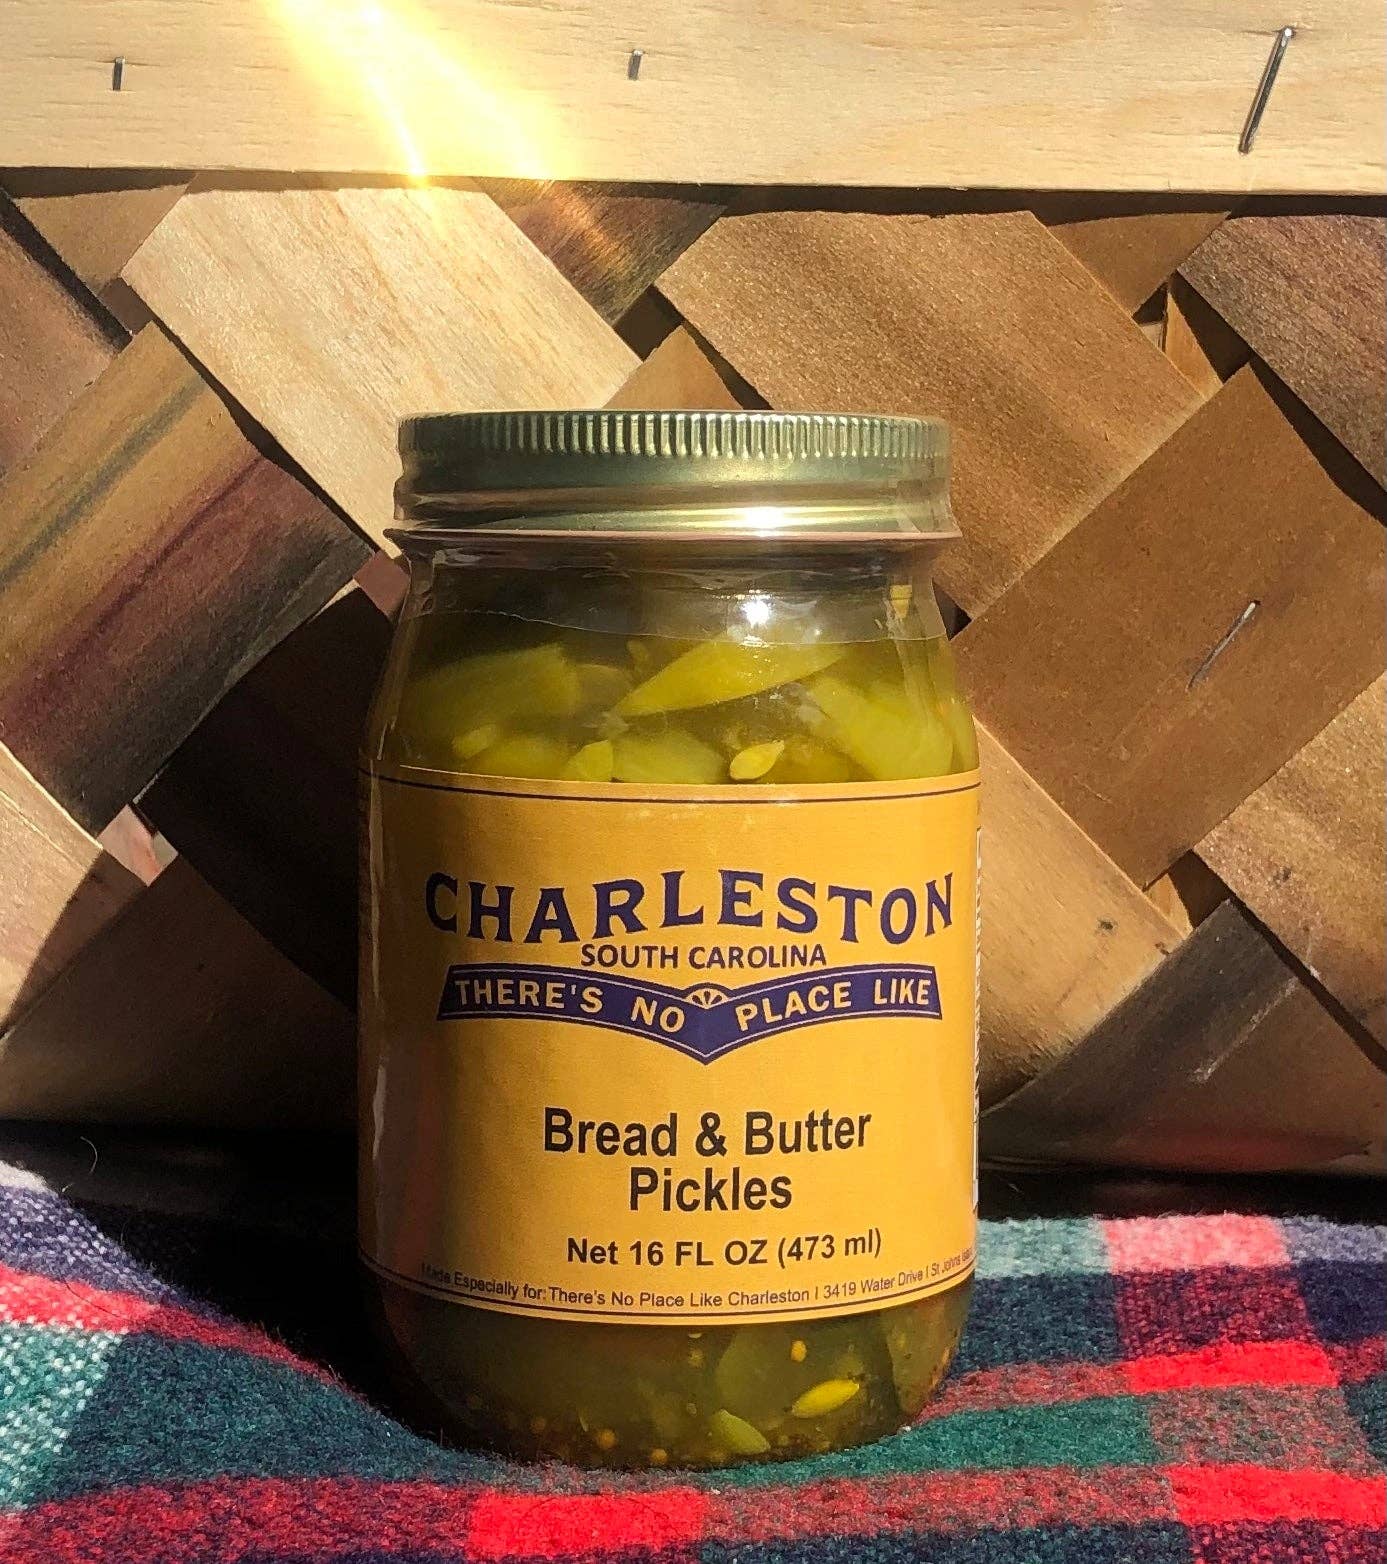 CHARLESTON
SOUTH CAROLINA
THERE'S NO PLACE LIKE
Bread & Butter
Pickles
Net 16 FL OZ (473 ml)
Made Especially for: There's No Place Like Charleston I 3419 Water Drive I St Johns